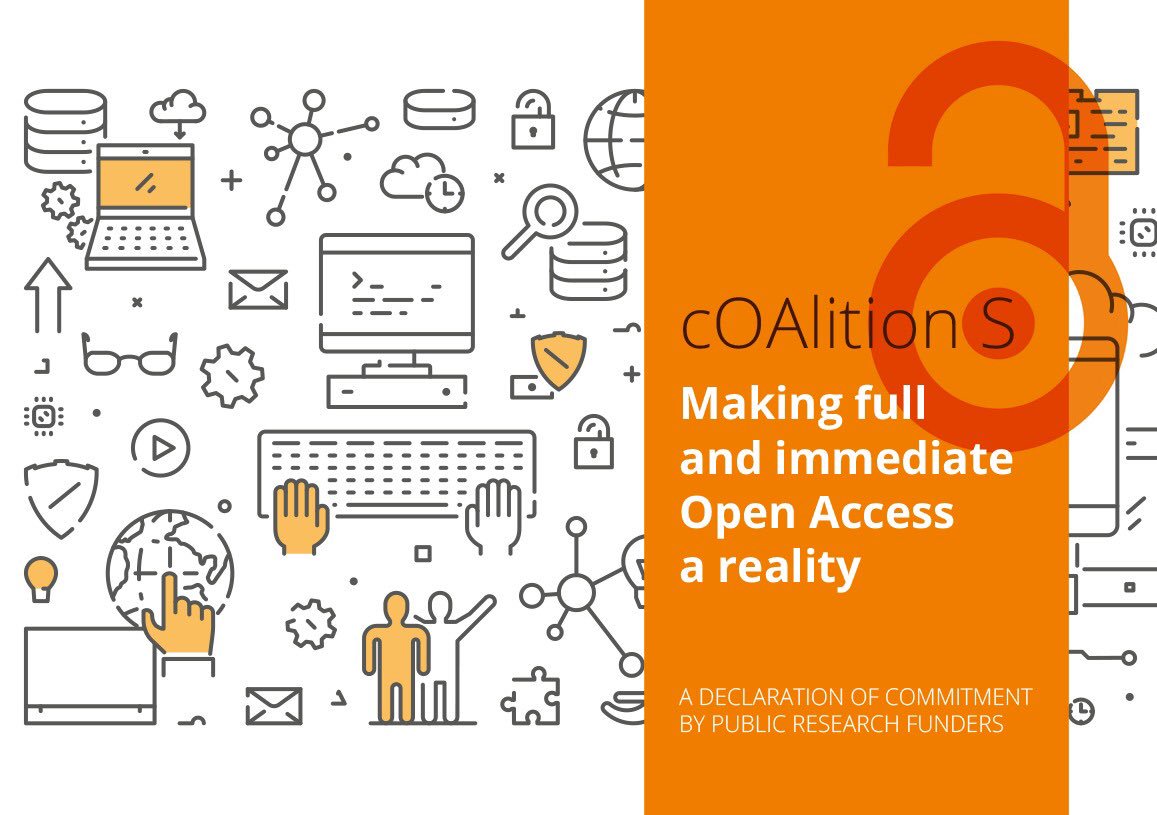 cOAlition S
Making full
and immediate
Open Access
a reality
A DECLARATION OF COMMITMENT
BY PUBLIC RESEARCH FUNDERS